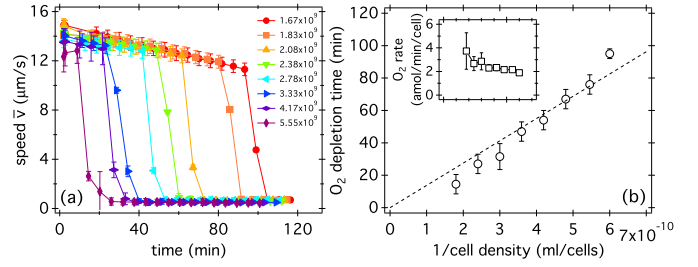 speed v̅ (μm/s)
16
12
8
4
0
1.67x10⁹
1.83x10⁹
2.08x10⁹
2.38x10⁹
2.78x10⁹
3.33x10⁹
4.17x10⁹
5.55x10⁹
(a)
0 40 80 120
time (min)
O₂ depletion time (min)
120
100
80
60
40
20
0
O₂ rate
(amol/min/cell)
6
4
2
0
(b)
0 1 2 3 4 5 6 7x10⁻¹⁰
1/cell density (ml/cells)